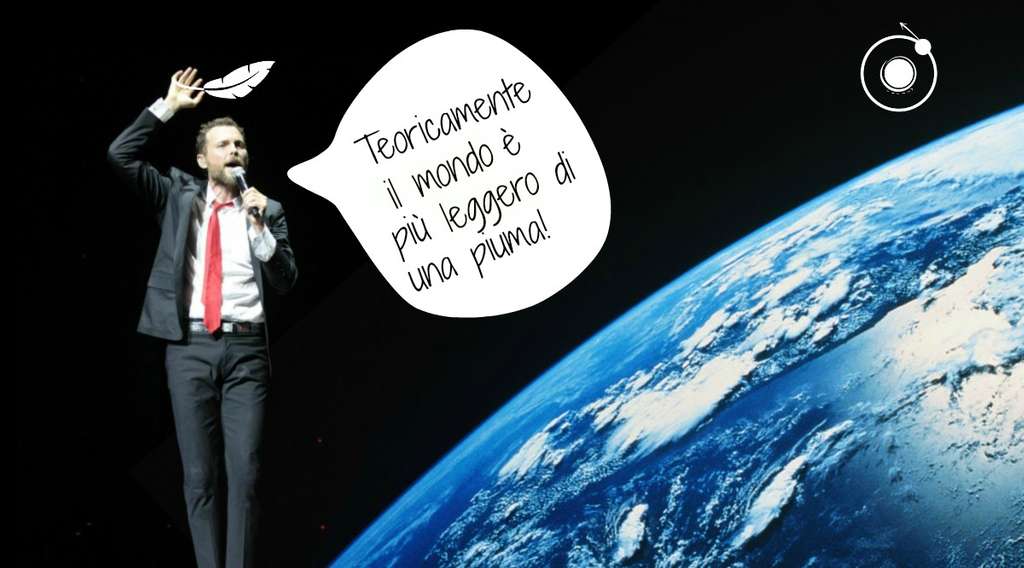 Teoricamente
il mondo è
più leggero di
una piuma!